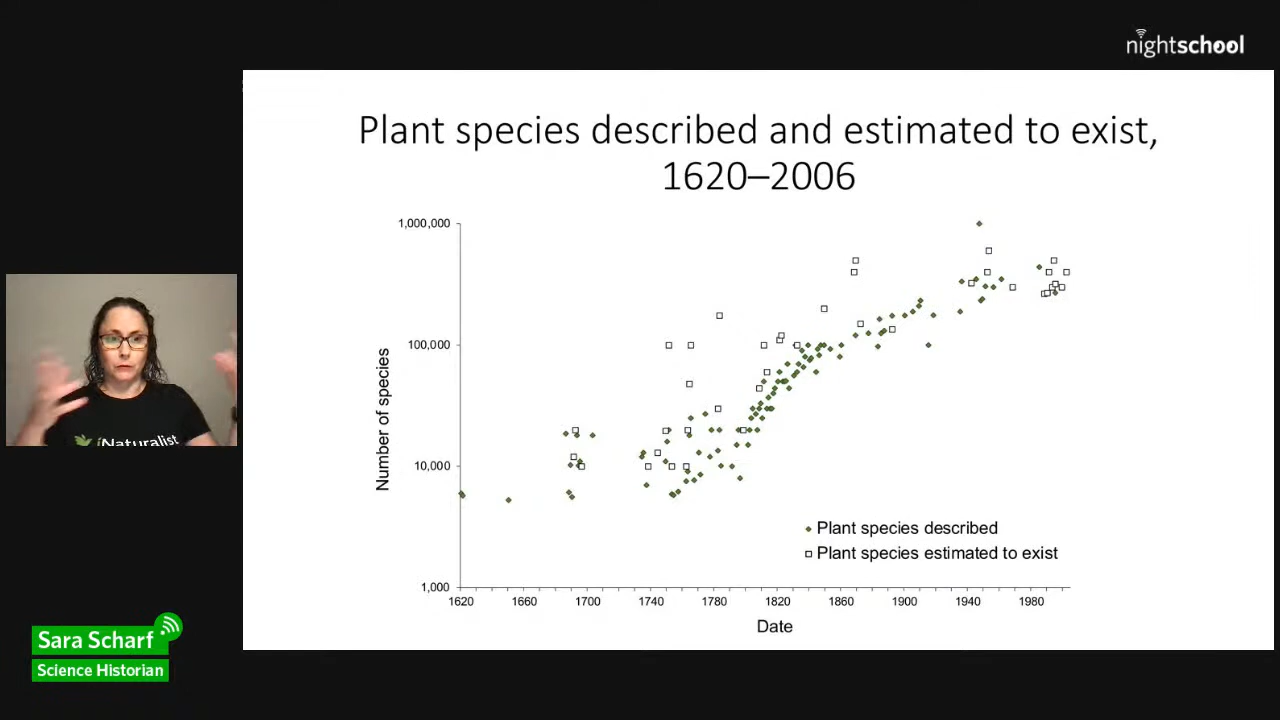 nightschool
Plant species described and estimated to exist,
1620–2006
1,000,000
100,000
10,000
1,000
Number of species
Plant species described
Plant species estimated to exist
1620 1660 1700 1740 1780 1820 1860 1900 1940 1980
Date
iNaturalist
Sara Scharf
Science Historian